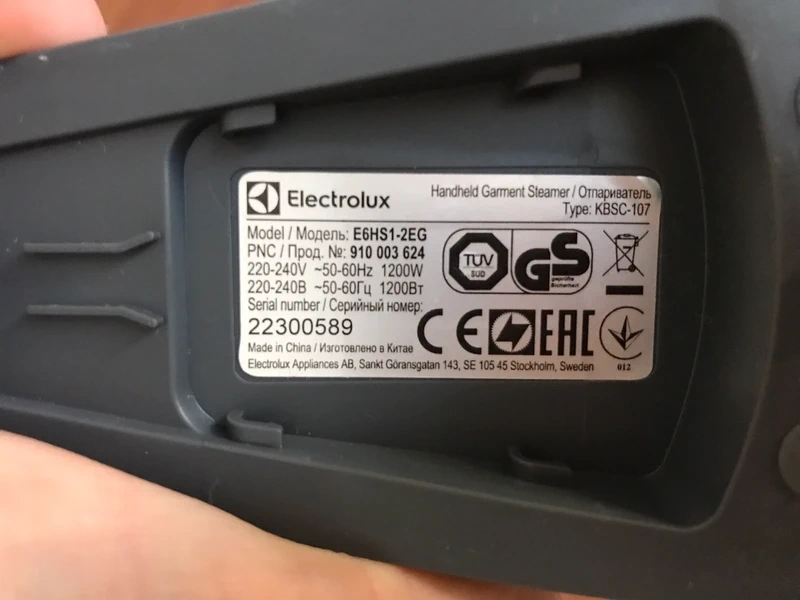 Electrolux
Handheld Garment Steamer / Отпариватель
Type: KBSC-107
Model / Модель: E6HS1-2EG
PNC / Прод. №: 910 003 624
220-240V ~50-60Hz 1200W
220-240В ~50-60Гц 1200Вт
Serial number / Серийный номер:
22300589
Made in China / Изготовлено в Китае
Electrolux Appliances AB, Sankt Göransgatan 143, SE 105 45 Stockholm, Sweden
TÜV
SÜD
GS
geprüfte
Sicherheit
CE
EAC
012